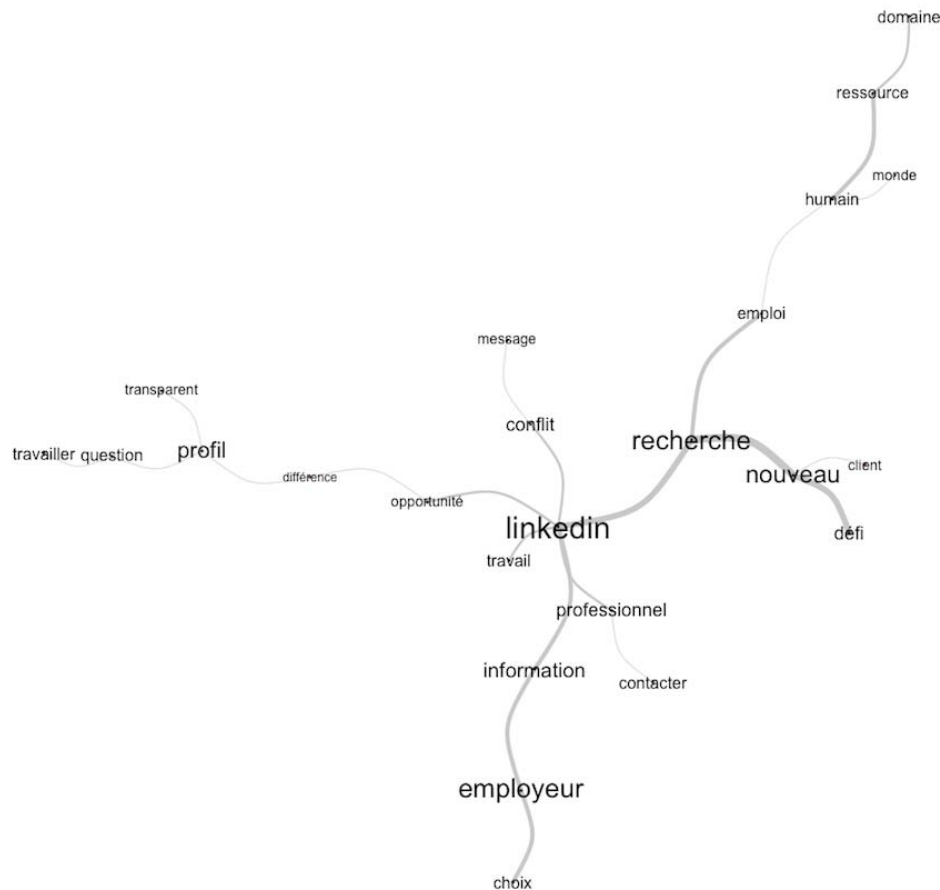 domaine
ressource
monde
humain
emploi
message
transparent
conflit
recherche
travailler question
profil
client
nouveau
différence
opportunité
linkedin
défi
travail
professionnel
information
contacter
employeur
choix